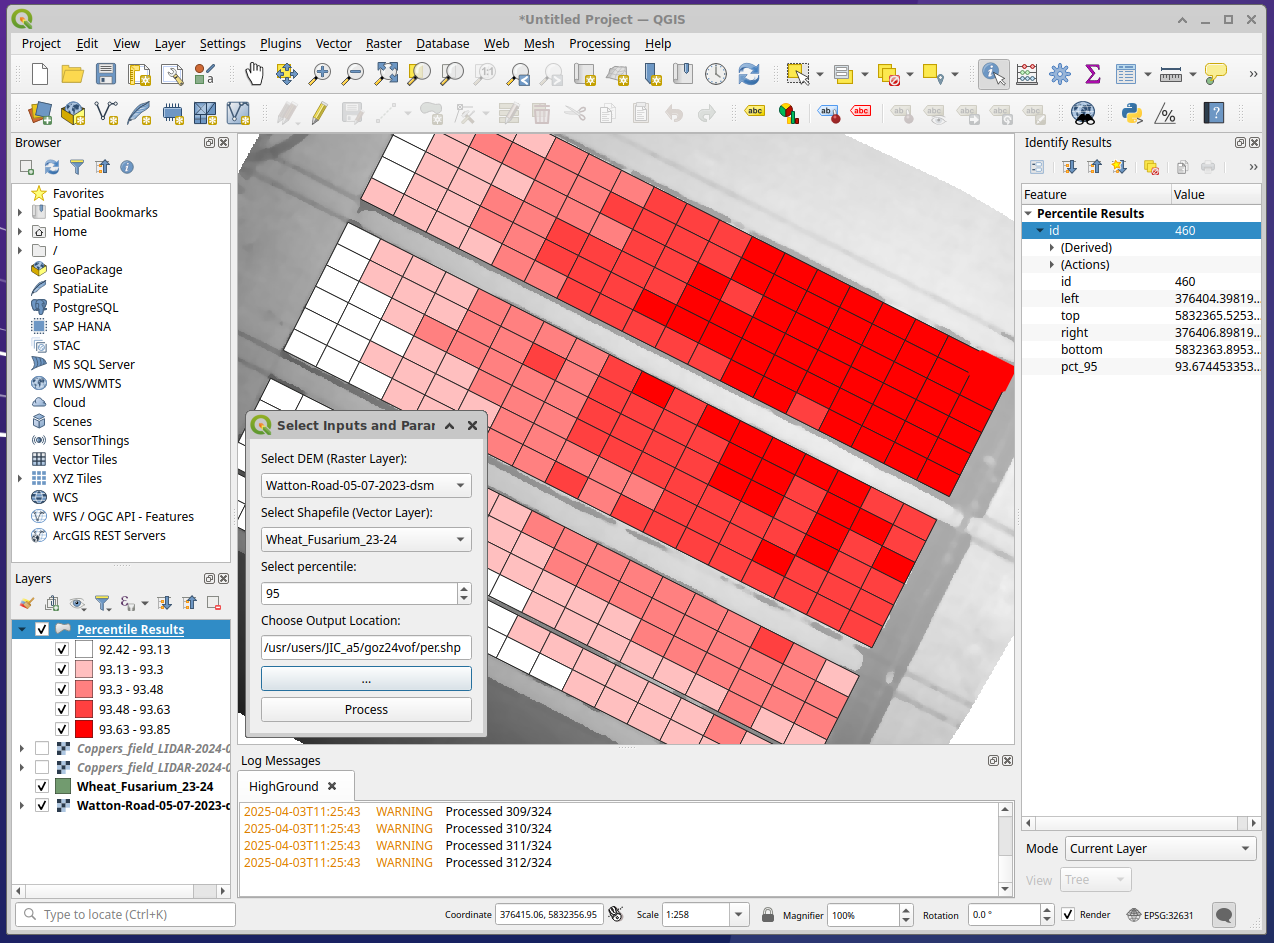 *Untitled Project — QGIS
Project Edit View Layer Settings Plugins Vector Raster Database Web Mesh Processing Help
Browser
Favorites
Spatial Bookmarks
Home
/
GeoPackage
SpatiaLite
PostgreSQL
SAP HANA
STAC
MS SQL Server
WMS/WMTS
Cloud
Scenes
SensorThings
Vector Tiles
XYZ Tiles
WCS
WFS / OGC API - Features
ArcGIS REST Servers
Layers
Percentile Results
92.42 - 93.13
93.13 - 93.3
93.3 - 93.48
93.48 - 93.63
93.63 - 93.85
Coppers_field_LIDAR-2024-0
Coppers_field_LIDAR-2024-0
Wheat_Fusarium_23-24
Watton-Road-05-07-2023-d
Select Inputs and Parar
Select DEM (Raster Layer):
Watton-Road-05-07-2023-dsm
Select Shapefile (Vector Layer):
Wheat_Fusarium_23-24
Select percentile:
95
Choose Output Location:
/usr/users/JIC_a5/goz24vof/per.shp
...
Process
Log Messages
HighGround
2025-04-03T11:25:43 WARNING Processed 309/324
2025-04-03T11:25:43 WARNING Processed 310/324
2025-04-03T11:25:43 WARNING Processed 311/324
2025-04-03T11:25:43 WARNING Processed 312/324
Identify Results
Feature Value
Percentile Results
id 460
(Derived)
(Actions)
id 460
left 376404.39819...
top 5832365.5253...
right 376406.89819...
bottom 5832363.8953...
pct_95 93.674453353...
Mode Current Layer
View Tree
Type to locate (Ctrl+K)
Coordinate 376415.06, 5832356.95 Scale 1:258 Magnifier 100% Rotation 0.0 ° Render EPSG:32631